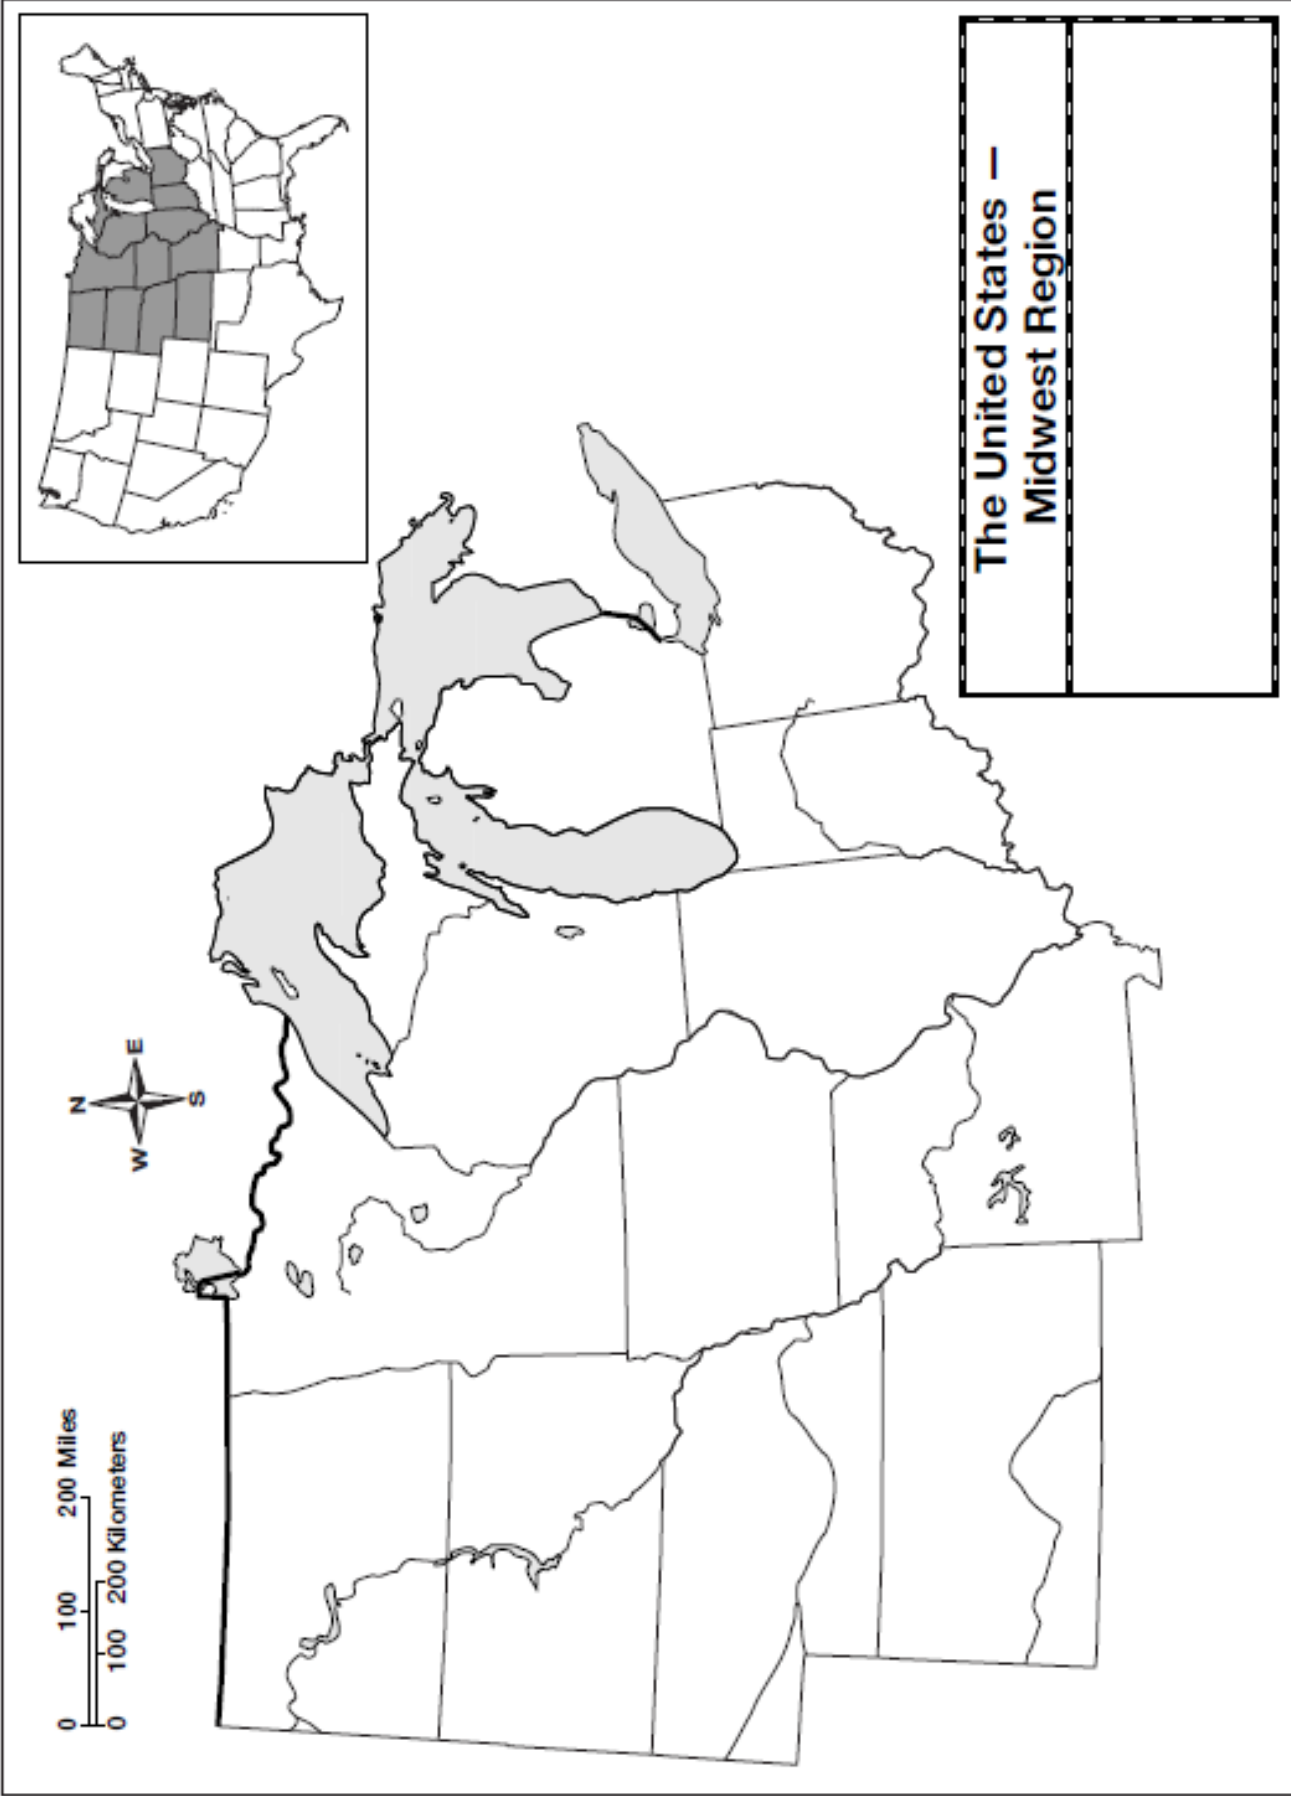 0 100 200 Miles
0 100 200 Kilometers
N
W E
S
The United States —
Midwest Region